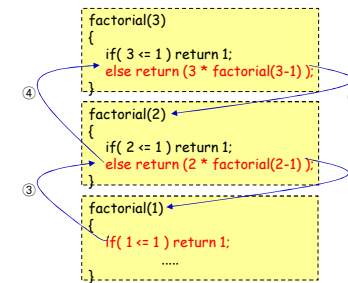 factorial(3)
{
if( 3 <= 1 ) return 1;
else return (3 * factorial(3-1) );
}
④
factorial(2)
{
if( 2 <= 1 ) return 1;
else return (2 * factorial(2-1) );
}
③
factorial(1)
{
if( 1 <= 1 ) return 1;
.....
}